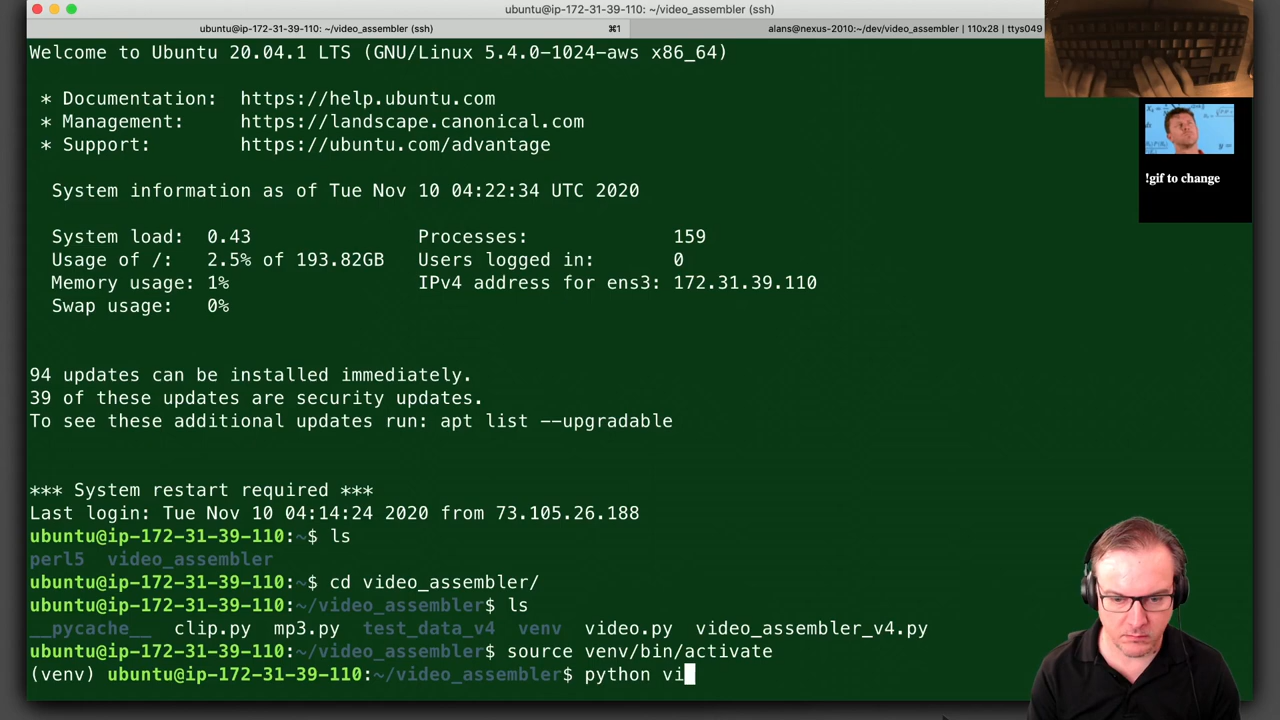 ubuntu@ip-172-31-39-110: ~/video_assembler (ssh)
ubuntu@ip-172-31-39-110: ~/video_assembler (ssh) ⌘1 alans@nexus-2010:~/dev/video_assembler | 110x28 | ttys049
Welcome to Ubuntu 20.04.1 LTS (GNU/Linux 5.4.0-1024-aws x86_64)
* Documentation: https://help.ubuntu.com
* Management: https://landscape.canonical.com
* Support: https://ubuntu.com/advantage
!gif to change
System information as of Tue Nov 10 04:22:34 UTC 2020
System load: 0.43 Processes: 159
Usage of /: 2.5% of 193.82GB Users logged in: 0
Memory usage: 1% IPv4 address for ens3: 172.31.39.110
Swap usage: 0%
94 updates can be installed immediately.
39 of these updates are security updates.
To see these additional updates run: apt list --upgradable
*** System restart required ***
Last login: Tue Nov 10 04:14:24 2020 from 73.105.26.188
ubuntu@ip-172-31-39-110:~$ ls
perl5 video_assembler
ubuntu@ip-172-31-39-110:~$ cd video_assembler/
ubuntu@ip-172-31-39-110:~/video_assembler$ ls
__pycache__ clip.py mp3.py test_data_v4 venv video.py video_assembler_v4.py
ubuntu@ip-172-31-39-110:~/video_assembler$ source venv/bin/activate
(venv) ubuntu@ip-172-31-39-110:~/video_assembler$ python vi